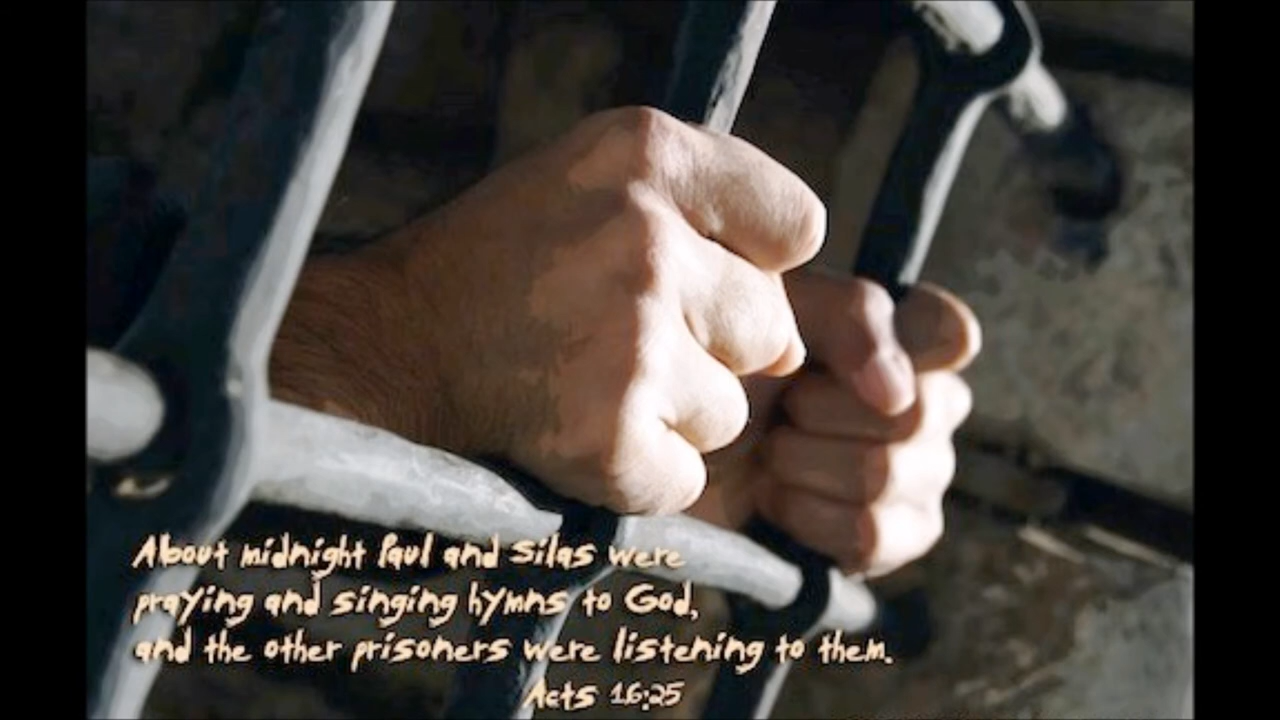 About midnight Paul and Silas were
praying and singing hymns to God,
and the other prisoners were listening to them.
Acts 16:25